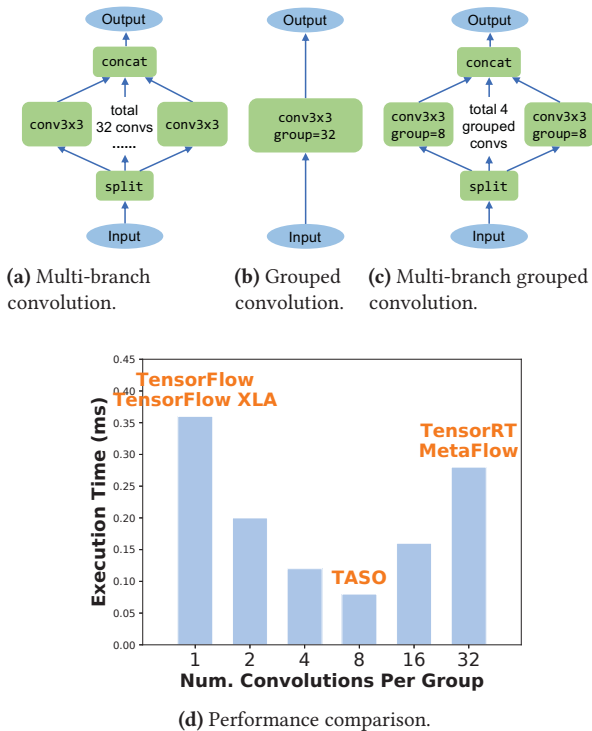 Output
concat
conv3x3
total
32 convs
......
conv3x3
split
Input
(a) Multi-branch
convolution.
Output
conv3x3
group=32
Input
(b) Grouped
convolution.
Output
concat
conv3x3
group=8
total 4
grouped
convs
conv3x3
group=8
split
Input
(c) Multi-branch grouped
convolution.
Execution Time (ms)
0.45
0.40
0.35
0.30
0.25
0.20
0.15
0.10
0.05
0.00
TensorFlow
TensorFlow XLA
TASO
TensorRT
MetaFlow
1 2 4 8 16 32
Num. Convolutions Per Group
(d) Performance comparison.